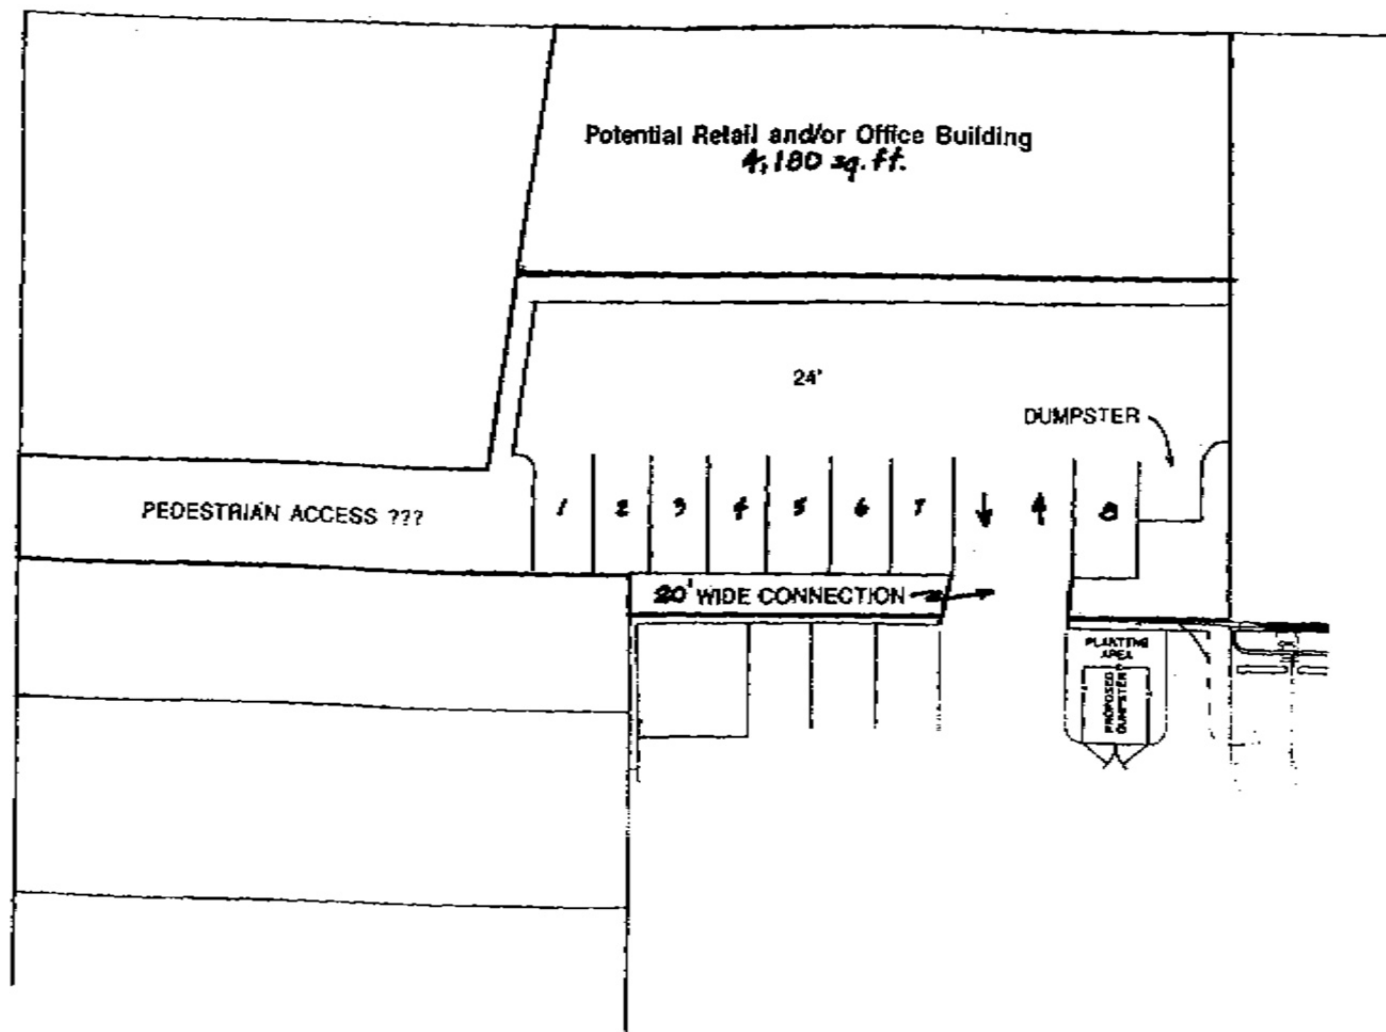 Potential Retail and/or Office Building
4,180 sq.ft.
24'
DUMPSTER
PEDESTRIAN ACCESS ???
1 2 3 4 5 6 7 8
20' WIDE CONNECTION
PLANTING
AREA
PROPOSED
DUMPSTER